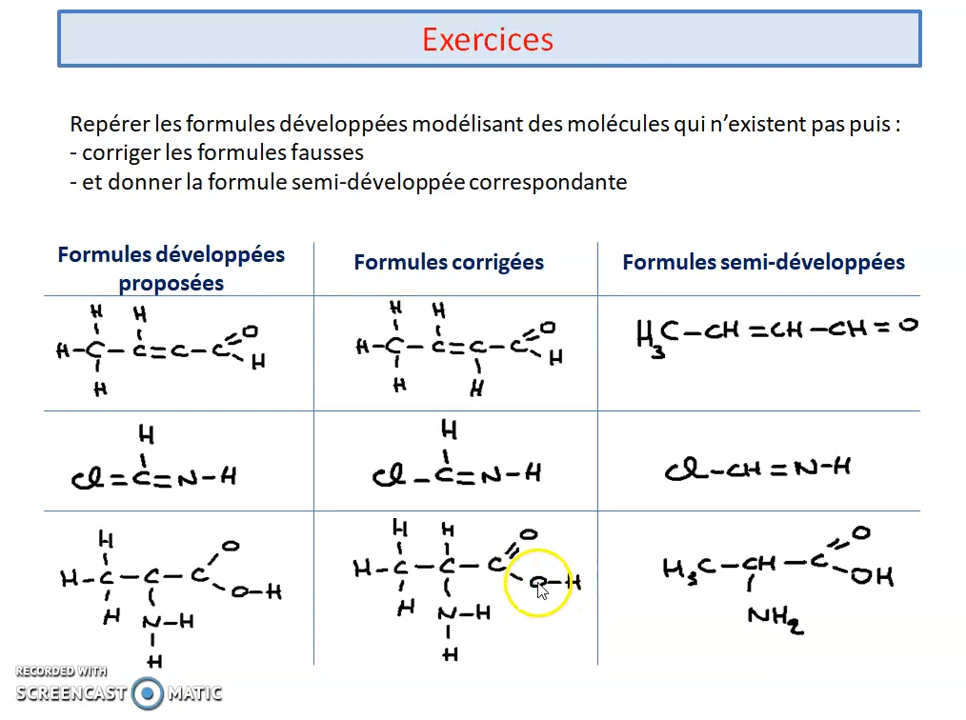 Exercices
Repérer les formules développées modélisant des molécules qui n'existent pas puis :
- corriger les formules fausses
- et donner la formule semi-développée correspondante
Formules développées
proposées
Formules corrigées
Formules semi-développées
H H
O
H-C-C=C-C
H
H
H H
O
H-C-C=C-C
H
H H
H₃C-CH=CH-CH=O
H
Cl=C=N-H
H
Cl-C=N-H
Cl-CH=N-H
H
O
H-C-C-C
O-H
H N-H
H
H H O
H-C-C-C
O-H
H N-H
H
O
H₃C-CH-C
OH
NH₂
RECORDED WITH
SCREENCAST MATIC